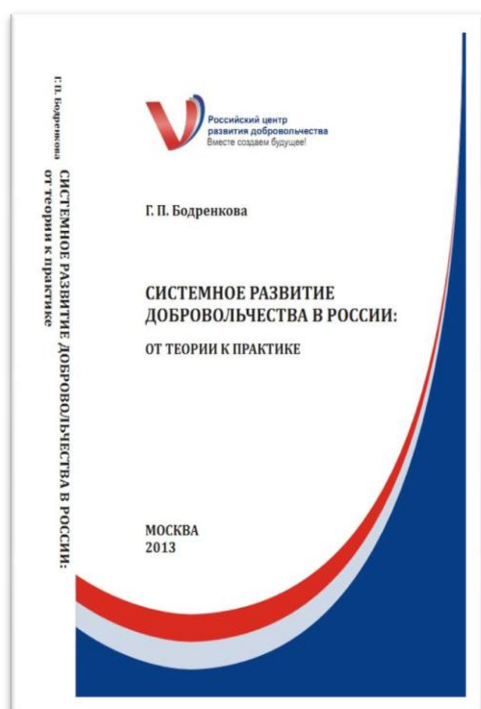 Г. П. Бодренкова СИСТЕМНОЕ РАЗВИТИЕ ДОБРОВОЛЬЧЕСТВА В РОССИИ:
от теории к практике
Российский центр
развития добровольчества
Вместе создаем будущее!
Г. П. Бодренкова
СИСТЕМНОЕ РАЗВИТИЕ
ДОБРОВОЛЬЧЕСТВА В РОССИИ:
ОТ ТЕОРИИ К ПРАКТИКЕ
МОСКВА
2013